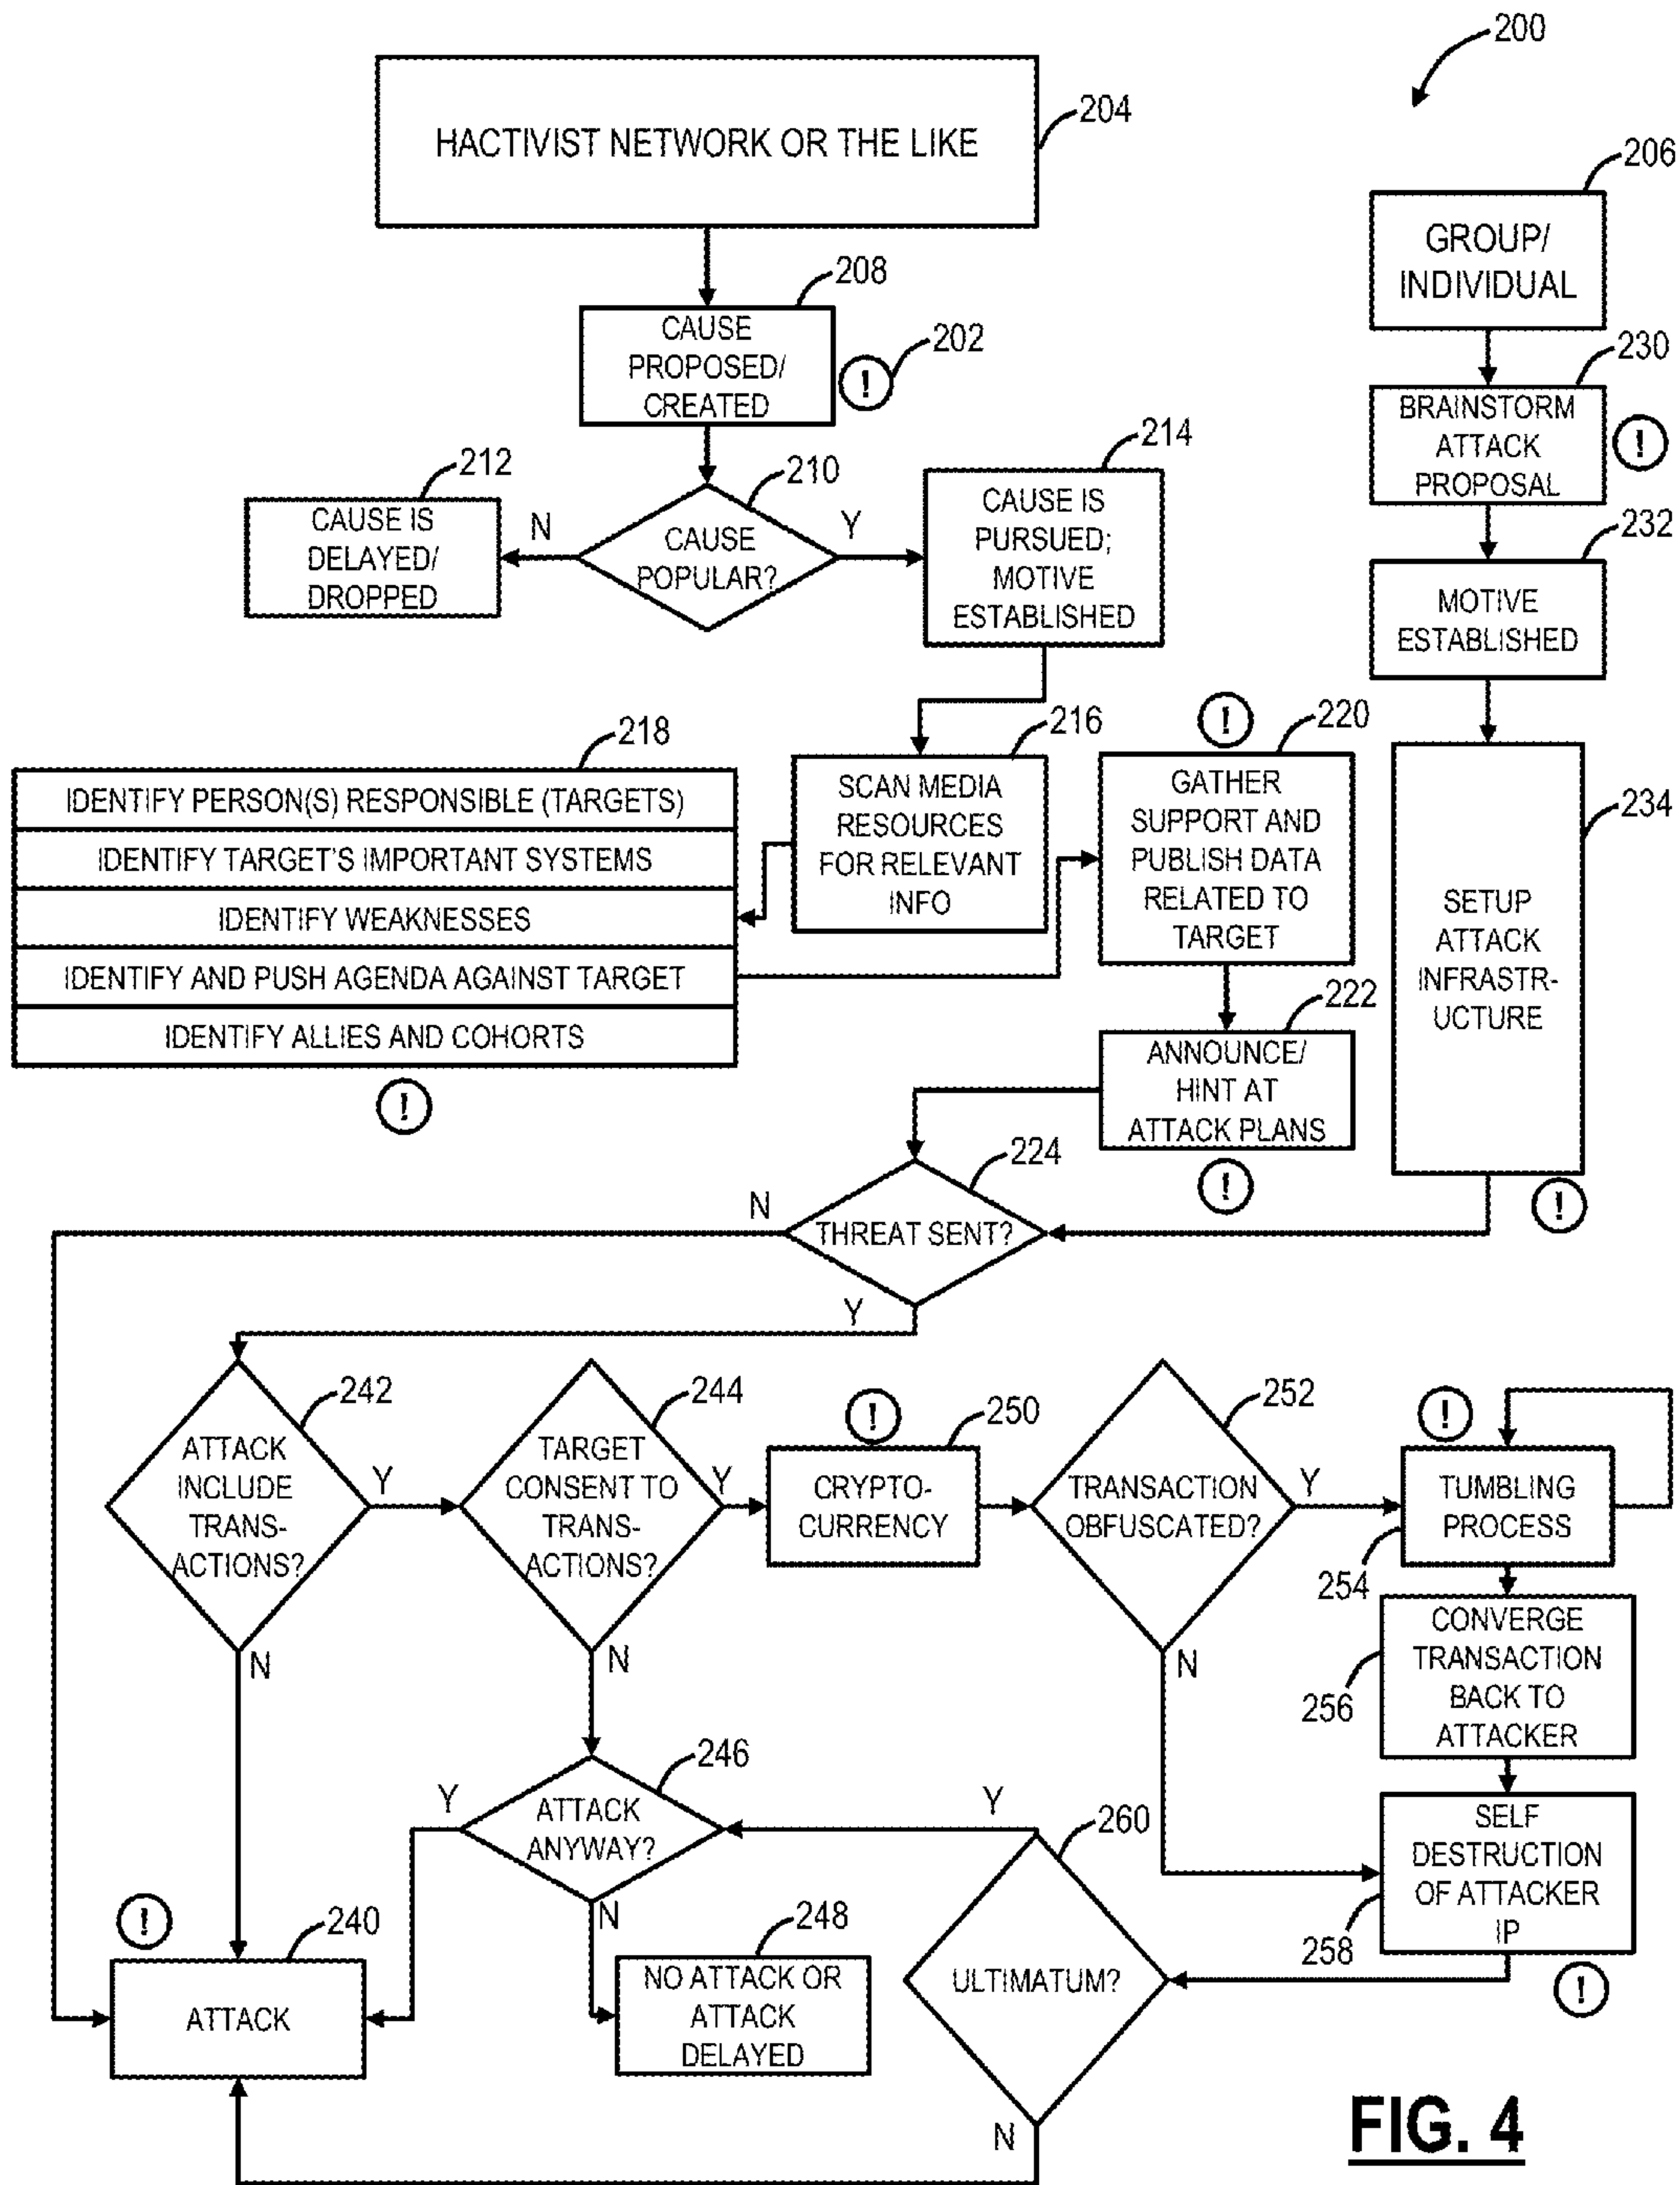 200
204
HACTIVIST NETWORK OR THE LIKE
206
GROUP/
INDIVIDUAL
208
CAUSE
PROPOSED/
CREATED
!
202
230
BRAINSTORM
ATTACK
PROPOSAL
!
212
CAUSE IS
DELAYED/
DROPPED
N
210
CAUSE
POPULAR?
Y
214
CAUSE IS
PURSUED;
MOTIVE
ESTABLISHED
232
MOTIVE
ESTABLISHED
218
IDENTIFY PERSON(S) RESPONSIBLE (TARGETS)
IDENTIFY TARGET'S IMPORTANT SYSTEMS
IDENTIFY WEAKNESSES
IDENTIFY AND PUSH AGENDA AGAINST TARGET
IDENTIFY ALLIES AND COHORTS
!
216
SCAN MEDIA
RESOURCES
FOR RELEVANT
INFO
!
220
GATHER
SUPPORT AND
PUBLISH DATA
RELATED TO
TARGET
234
SETUP
ATTACK
INFRASTR-
UCTURE
!
222
ANNOUNCE/
HINT AT
ATTACK PLANS
!
224
N
THREAT SENT?
Y
242
ATTACK
INCLUDE
TRANS-
ACTIONS?
Y
N
244
TARGET
CONSENT TO
TRANS-
ACTIONS?
Y
N
!
250
CRYPTO-
CURRENCY
252
TRANSACTION
OBFUSCATED?
Y
N
!
TUMBLING
PROCESS
254
CONVERGE
TRANSACTION
BACK TO
ATTACKER
256
SELF
DESTRUCTION
OF ATTACKER
IP
258
!
246
Y
ATTACK
ANYWAY?
N
Y
260
ULTIMATUM?
N
!
240
ATTACK
248
NO ATTACK OR
ATTACK
DELAYED
FIG. 4